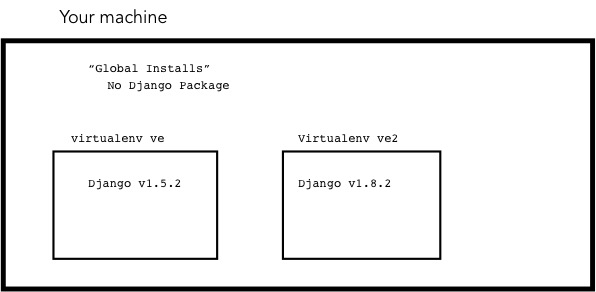 Your machine
“Global Installs”
No Django Package
virtualenv ve
Virtualenv ve2
Django v1.5.2
Django v1.8.2